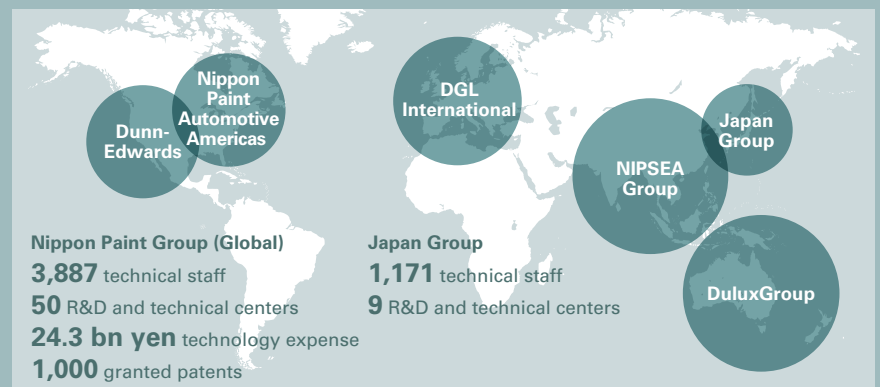 Nippon
Paint
Automotive
Americas
Dunn-
Edwards
DGL
International
NIPSEA
Group
Japan
Group
DuluxGroup
Nippon Paint Group (Global)
3,887 technical staff
50 R&D and technical centers
24.3 bn yen technology expense
1,000 granted patents
Japan Group
1,171 technical staff
9 R&D and technical centers